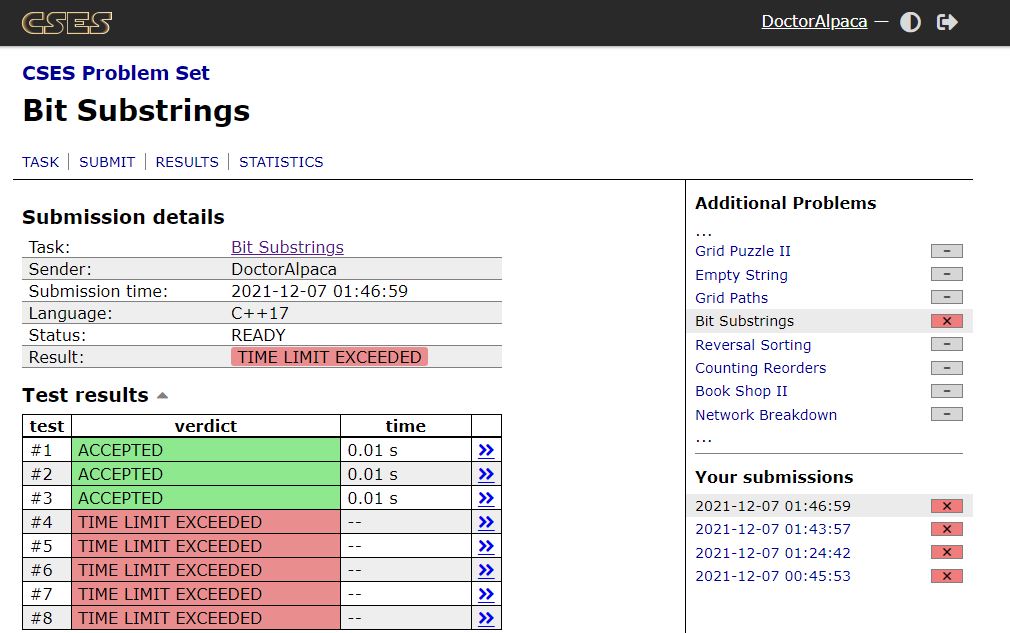 CSES
DoctorAlpaca —
CSES Problem Set
Bit Substrings
TASK | SUBMIT | RESULTS | STATISTICS
Submission details
Task: Bit Substrings
Sender: DoctorAlpaca
Submission time: 2021-12-07 01:46:59
Language: C++17
Status: READY
Result: TIME LIMIT EXCEEDED
Test results
test verdict time
#1 ACCEPTED 0.01 s »
#2 ACCEPTED 0.01 s »
#3 ACCEPTED 0.01 s »
#4 TIME LIMIT EXCEEDED -- »
#5 TIME LIMIT EXCEEDED -- »
#6 TIME LIMIT EXCEEDED -- »
#7 TIME LIMIT EXCEEDED -- »
#8 TIME LIMIT EXCEEDED -- »
Additional Problems
...
Grid Puzzle II –
Empty String –
Grid Paths –
Bit Substrings ×
Reversal Sorting –
Counting Reorders –
Book Shop II –
Network Breakdown –
...
Your submissions
2021-12-07 01:46:59 ×
2021-12-07 01:43:57 ×
2021-12-07 01:24:42 ×
2021-12-07 00:45:53 ×